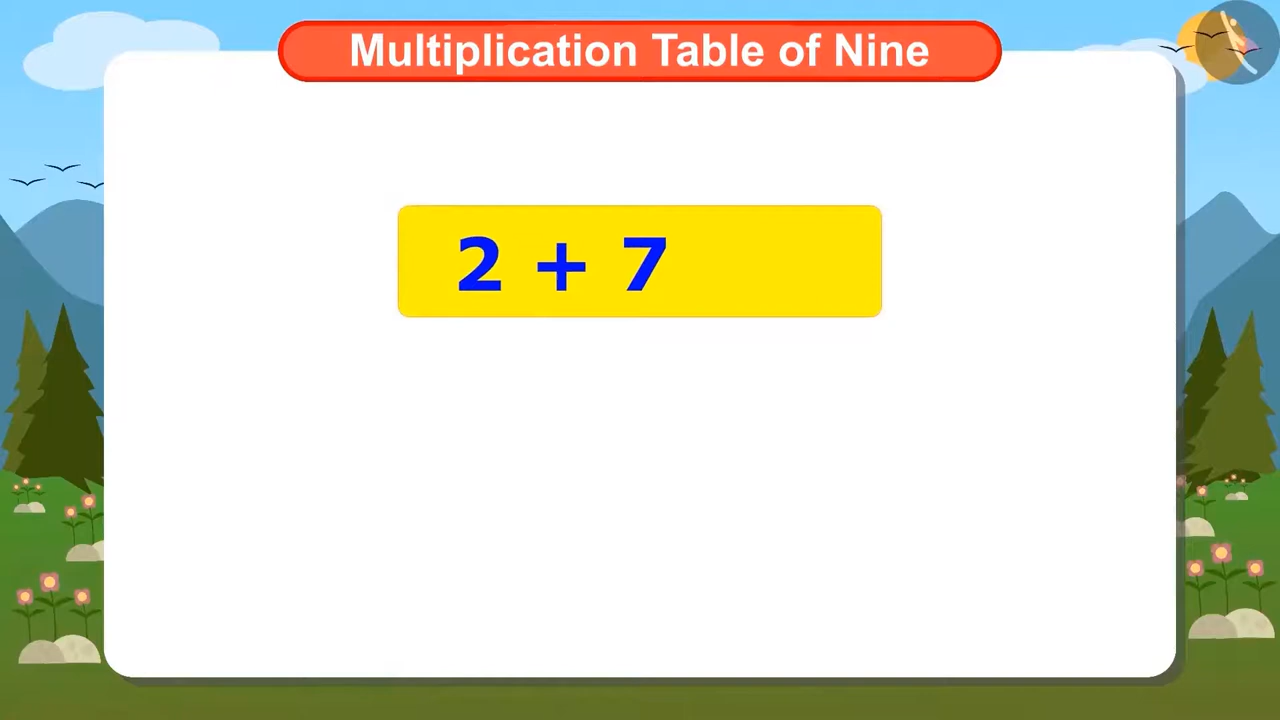 Multiplication Table of Nine
2 + 7